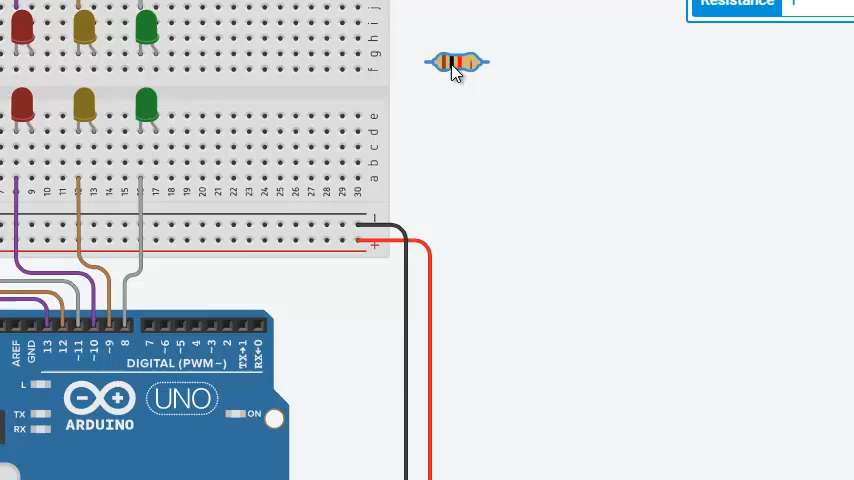 Resistance 1
j
i
h
g
f
e
d
c
b
a
7 8 9 10 11 12 13 14 15 16 17 18 19 20 21 22 23 24 25 26 27 28 29 30
−
+
AREF GND 13 12 ~11 ~10 ~9 8 7 ~6 ~5 4 ~3 2 TX→1 RX←0
DIGITAL (PWM~)
L
TX
RX
ARDUINO
UNO
ON